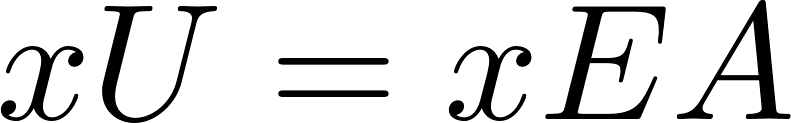 xU = xEA